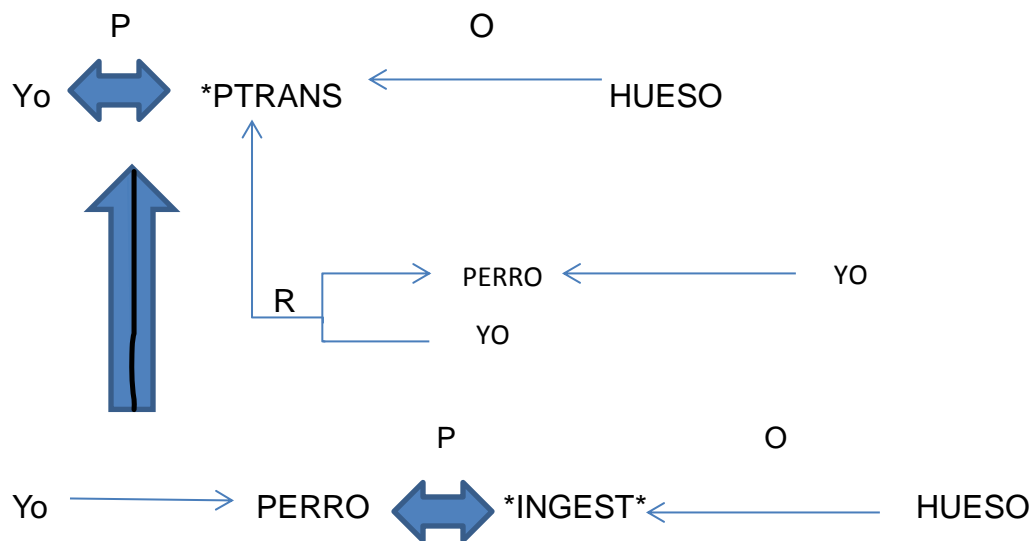 P O
Yo *PTRANS HUESO
PERRO YO
R
YO
P O
Yo PERRO *INGEST* HUESO